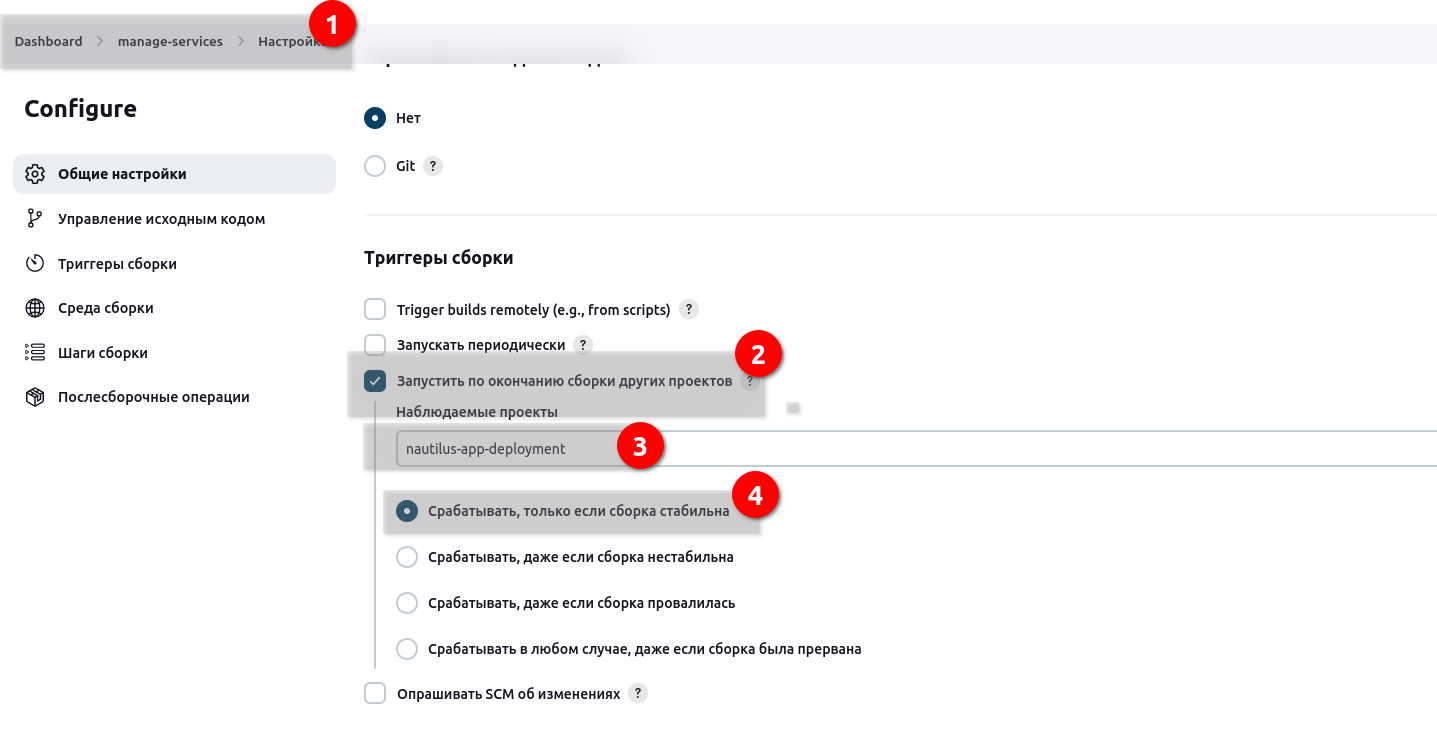 1
Dashboard > manage-services > Настройки
Configure
Нет
Git ?
Общие настройки
Управление исходным кодом
Триггеры сборки
Среда сборки
Шаги сборки
Послесборочные операции
Триггеры сборки
Trigger builds remotely (e.g., from scripts) ?
Запускать периодически ?
2
Запустить по окончанию сборки других проектов ?
Наблюдаемые проекты
nautilus-app-deployment
3
4
Срабатывать, только если сборка стабильна
Срабатывать, даже если сборка нестабильна
Срабатывать, даже если сборка провалилась
Срабатывать в любом случае, даже если сборка была прервана
Опрашивать SCM об изменениях ?